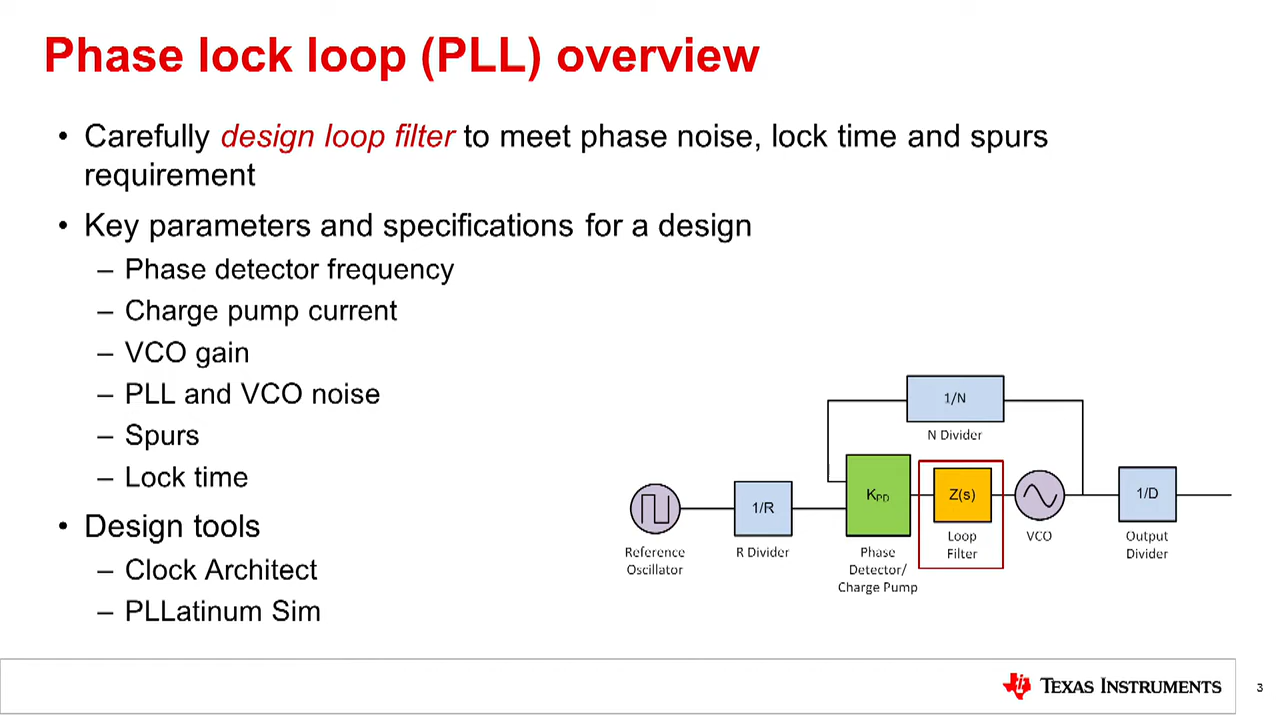 Phase lock loop (PLL) overview
• Carefully design loop filter to meet phase noise, lock time and spurs
requirement
• Key parameters and specifications for a design
– Phase detector frequency
– Charge pump current
– VCO gain
– PLL and VCO noise
– Spurs
– Lock time
• Design tools
– Clock Architect
– PLLatinum Sim
1/N
N Divider
1/R
KPD
Z(s)
1/D
Reference
Oscillator
R Divider
Phase
Detector/
Charge Pump
Loop
Filter
VCO
Output
Divider
TEXAS INSTRUMENTS
3